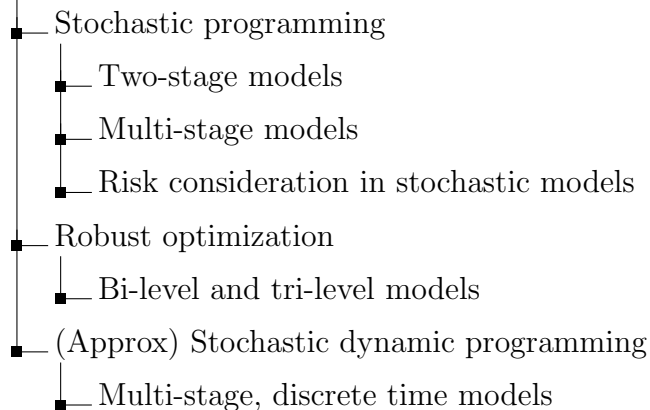 Stochastic programming
Two-stage models
Multi-stage models
Risk consideration in stochastic models
Robust optimization
Bi-level and tri-level models
(Approx) Stochastic dynamic programming
Multi-stage, discrete time models